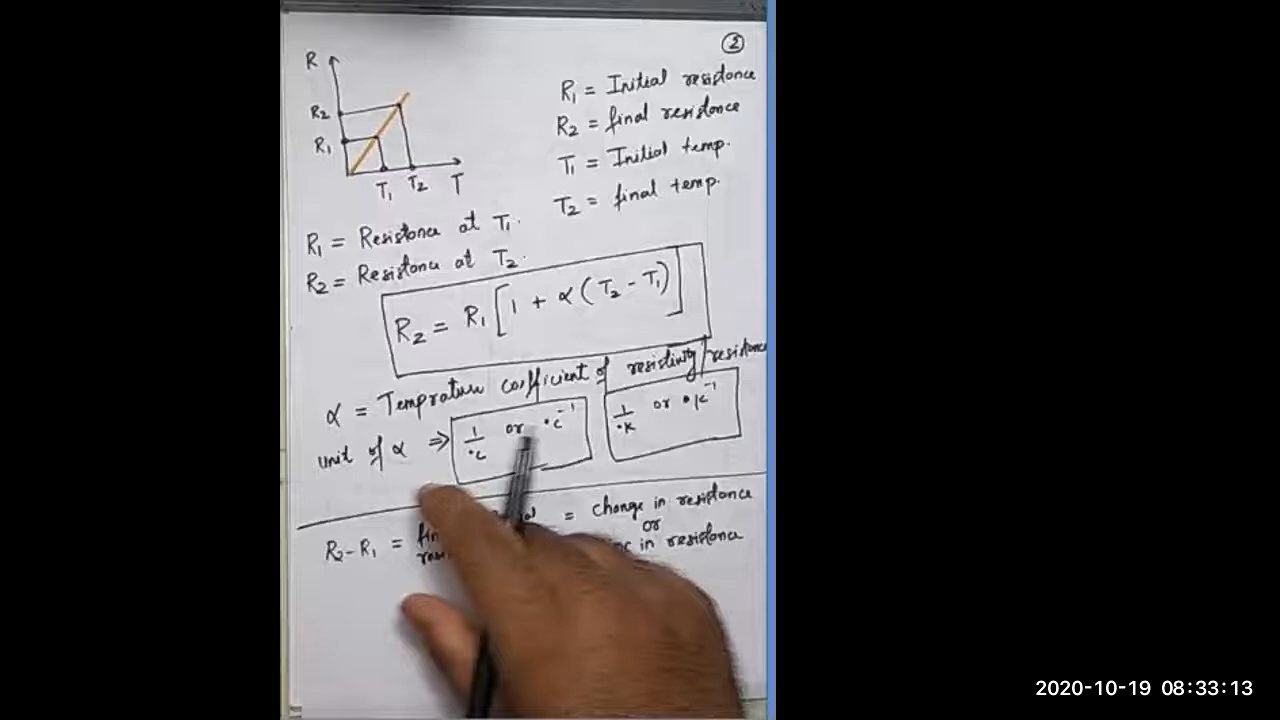 2
R
R2
R1
T1 T2 T
R1 = Initial resistance
R2 = final resistance
T1 = Initial temp.
T2 = final temp.
R1 = Resistance at T1.
R2 = Resistance at T2.
R2 = R1 [1 + α (T2 - T1)]
α = Temprature coefficient of resistivity/resistance
unit of α ⇒ 1/°C or °C⁻¹ 1/°K or °K⁻¹
R2 - R1 = = change in resistance
or
in resistance
2020-10-19 08:33:13